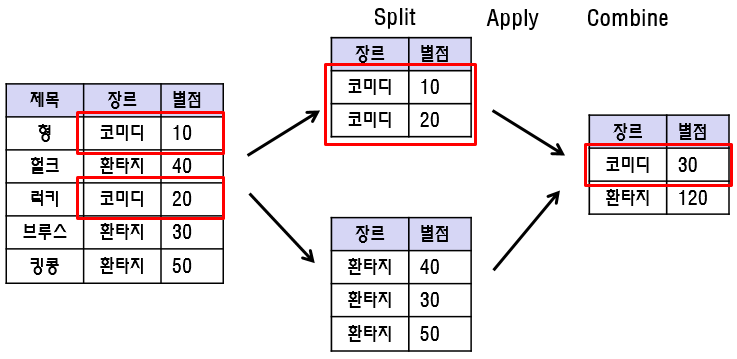 Split Apply Combine
제목 장르 별점
형 코미디 10
헐크 환타지 40
럭키 코미디 20
브루스 환타지 30
킹콩 환타지 50
장르 별점
코미디 10
코미디 20
장르 별점
환타지 40
환타지 30
환타지 50
장르 별점
코미디 30
환타지 120